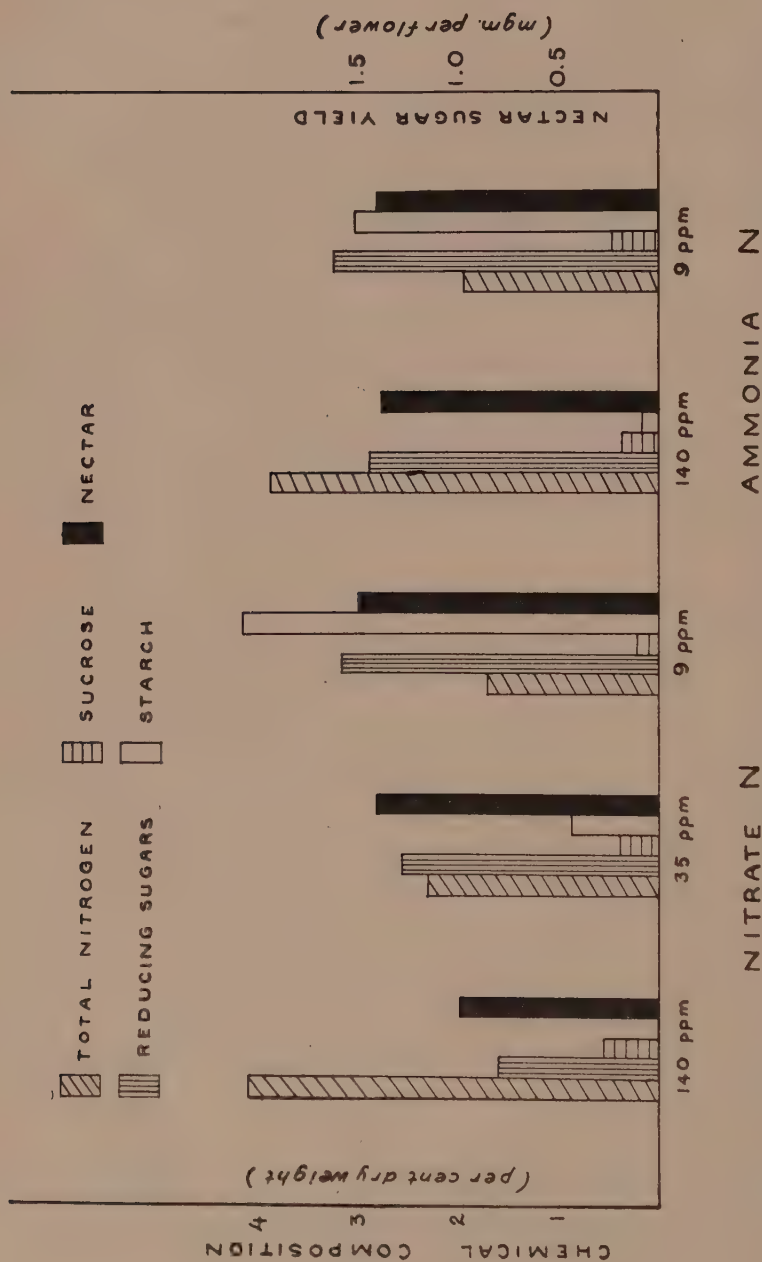 TOTAL NITROGEN
SUCROSE
NECTAR
REDUCING SUGARS
STARCH
CHEMICAL COMPOSITION
(per cent dry weight)
4
3
2
1
NECTAR SUGAR YIELD
(mgm. per flower)
1.5
1.0
0.5
140 ppm
35 ppm
9 ppm
140 ppm
9 ppm
NITRATE N
AMMONIA N